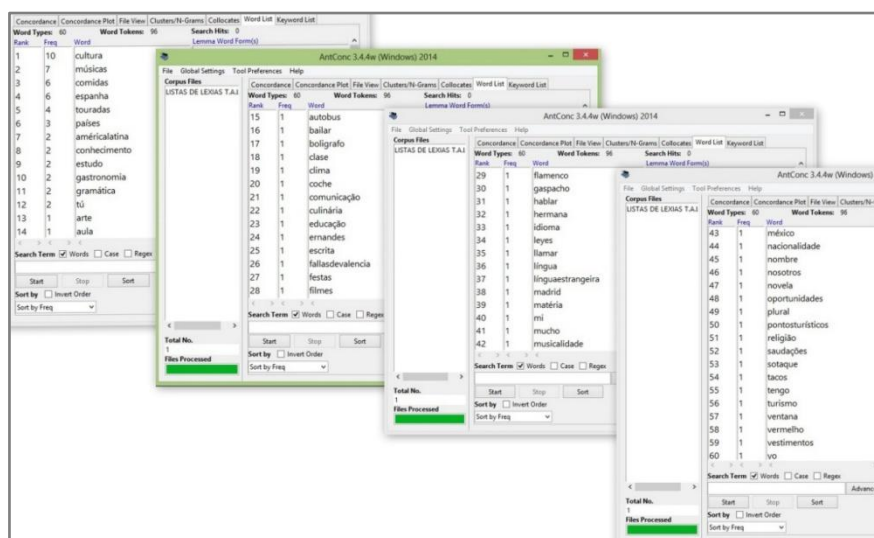 Concordance Concordance Plot File View Clusters/N-Grams Collocates Word List Keyword List
Word Types: 60 Word Tokens: 96 Search Hits: 0
Rank Freq Word Lemma Word Form(s)
1 10 cultura
2 7 músicas
3 6 comidas
4 6 espanha
5 4 touradas
6 3 países
7 2 américalatina
8 2 conhecimento
9 2 estudo
10 2 gastronomia
11 2 gramática
12 2 tú
13 1 arte
14 1 aula
Search Term Words Case Regex
Start Stop Sort
Sort by Invert Order
Sort by Freq
AntConc 3.4.4w (Windows) 2014
File Global Settings Tool Preferences Help
Corpus Files
LISTAS DE LEXIAS T.A.I
Concordance Concordance Plot File View Clusters/N-Grams Collocates Word List Keyword List
Word Types: 60 Word Tokens: 96 Search Hits: 0
Rank Freq Word Lemma Word Form(s)
15 1 autobus
16 1 bailar
17 1 boligrafo
18 1 clase
19 1 clima
20 1 coche
21 1 comunicação
22 1 culinária
23 1 educação
24 1 ernandes
25 1 escrita
26 1 fallasdevalencia
27 1 festas
28 1 filmes
Search Term Words Case Regex
Start Stop Sort
Sort by Invert Order
Sort by Freq
Total No.
1
Files Processed
AntConc 3.4.4w (Windows) 2014
File Global Settings Tool Preferences Help
Corpus Files
LISTAS DE LEXIAS T.A.I
Concordance Concordance Plot File View Clusters/N-Grams Collocates Word List Keyword List
Word Types: 60 Word Tokens: 96 Search Hits: 0
Rank Freq Word Lemma Word Form(s)
29 1 flamenco
30 1 gaspacho
31 1 hablar
32 1 hermana
33 1 idioma
34 1 leyes
35 1 llamar
36 1 língua
37 1 línguaestrangeira
38 1 madrid
39 1 matéria
40 1 mi
41 1 mucho
42 1 musicalidade
Search Term Words Case Regex
Start Stop Sort
Sort by Invert Order
Sort by Freq
Total No.
1
Files Processed
AntConc 3.4.4w (Windows)
File Global Settings Tool Preferences Help
Corpus Files
LISTAS DE LEXIAS T.A.I
Concordance Concordance Plot File View Clusters/N
Word Types: 60 Word Tokens: 96
Rank Freq Word
43 1 méxico
44 1 nacionalidade
45 1 nombre
46 1 nosotros
47 1 novela
48 1 oportunidades
49 1 plural
50 1 pontosturísticos
51 1 religião
52 1 saudações
53 1 sotaque
54 1 tacos
55 1 tengo
56 1 turismo
57 1 ventana
58 1 vermelho
59 1 vestimentos
60 1 yo
Search Term Words Case Regex
Advanc
Start Stop Sort
Sort by Invert Order
Sort by Freq
Total No.
1
Files Processed